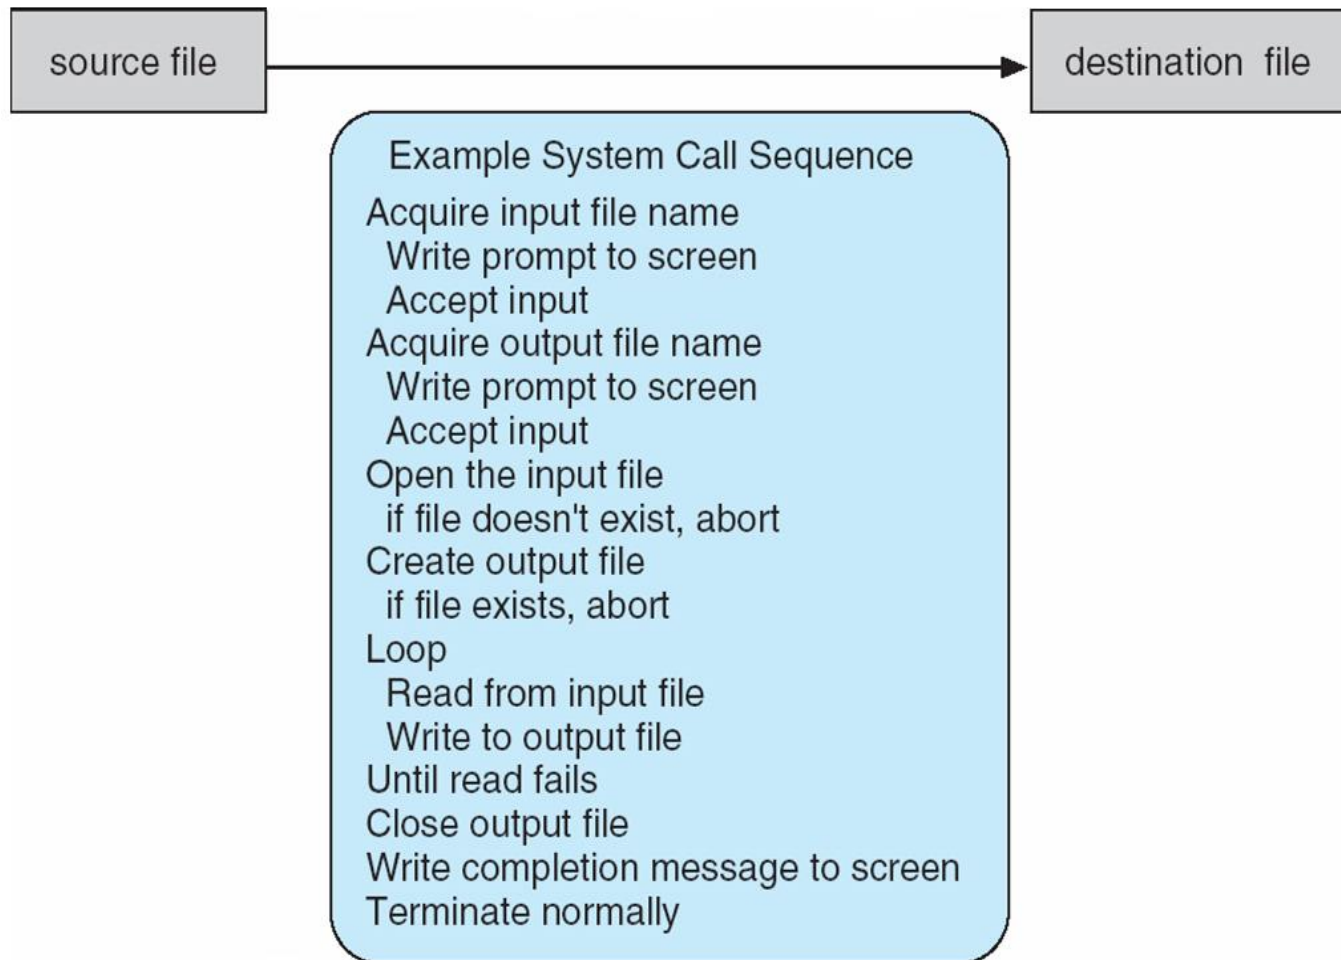 source file
destination file
Example System Call Sequence
Acquire input file name
Write prompt to screen
Accept input
Acquire output file name
Write prompt to screen
Accept input
Open the input file
if file doesn't exist, abort
Create output file
if file exists, abort
Loop
Read from input file
Write to output file
Until read fails
Close output file
Write completion message to screen
Terminate normally